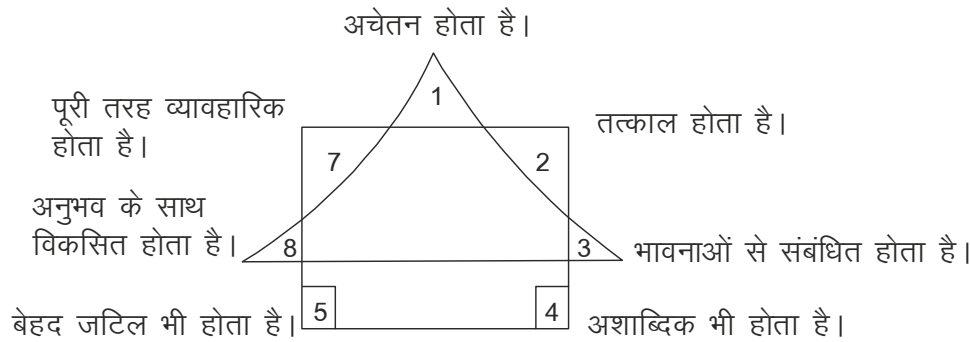 अचेतन होता है।
1
पूरी तरह व्यावहारिक
होता है।
तत्काल होता है।
7
2
अनुभव के साथ
विकसित होता है।
8
3
भावनाओं से संबंधित होता है।
बेहद जटिल भी होता है।
5
4
अशाब्दिक भी होता है।